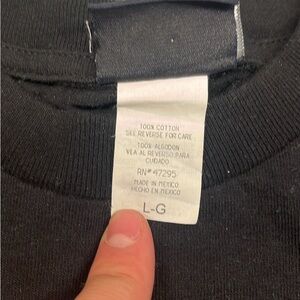 100% COTTON
SEE REVERSE FOR CARE
100% ALGODON
VEA AL REVERSO PARA
CUIDADO
RN# 47295
MADE IN MEXICO
HECHO EN MEXICO
L-G